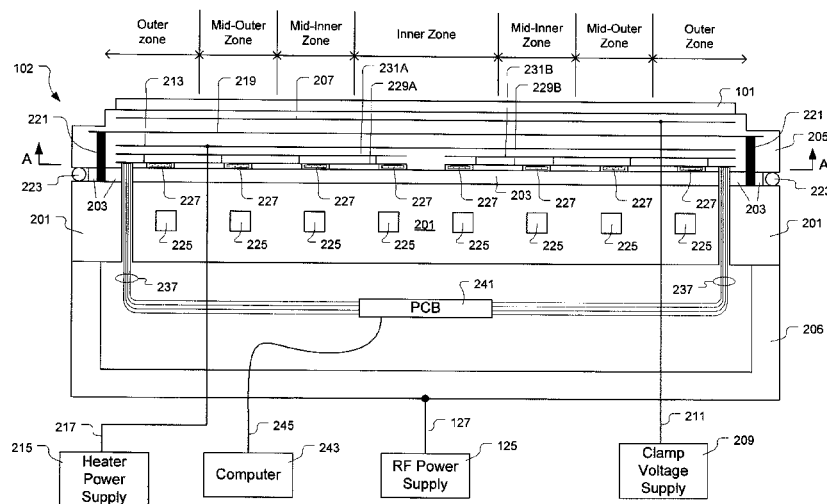 Outer zone
Mid-Outer Zone
Mid-Inner Zone
Inner Zone
Mid-Inner Zone
Mid-Outer Zone
Outer Zone
102
213
219
207
231A
229A
231B
229B
101
221
221
205
A
A
223
223
203
203
203
203
227
227
227
227
227
227
227
227
201
201
201
225
225
225
225
225
225
225
225
237
237
PCB
241
206
217
245
127
211
215
Heater Power Supply
Computer
243
RF Power Supply
125
Clamp Voltage Supply
209